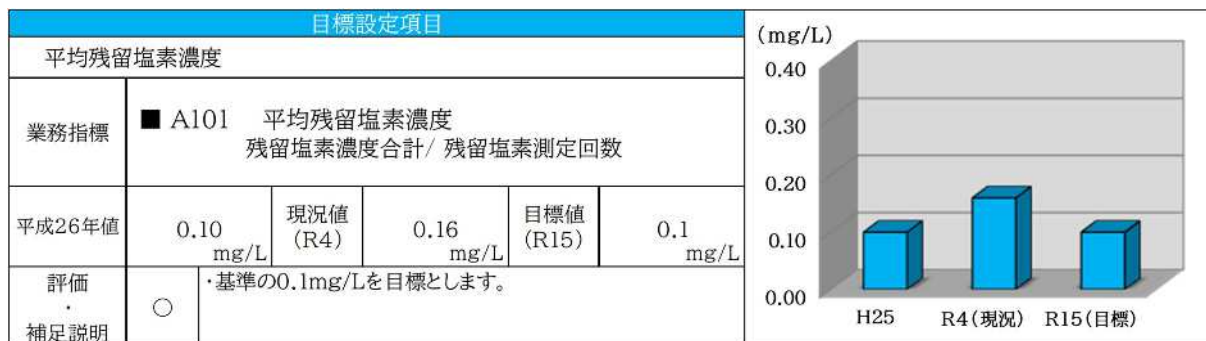 目標設定項目
平均残留塩素濃度
業務指標
■ A101 平均残留塩素濃度
残留塩素濃度合計/ 残留塩素測定回数
平成26年値
0.10
mg/L
現況値
(R4)
0.16
mg/L
目標値
(R15)
0.1
mg/L
評価
・
補足説明
○
・基準の0.1mg/Lを目標とします。
(mg/L)
0.40
0.30
0.20
0.10
0.00
H25 R4(現況) R15(目標)